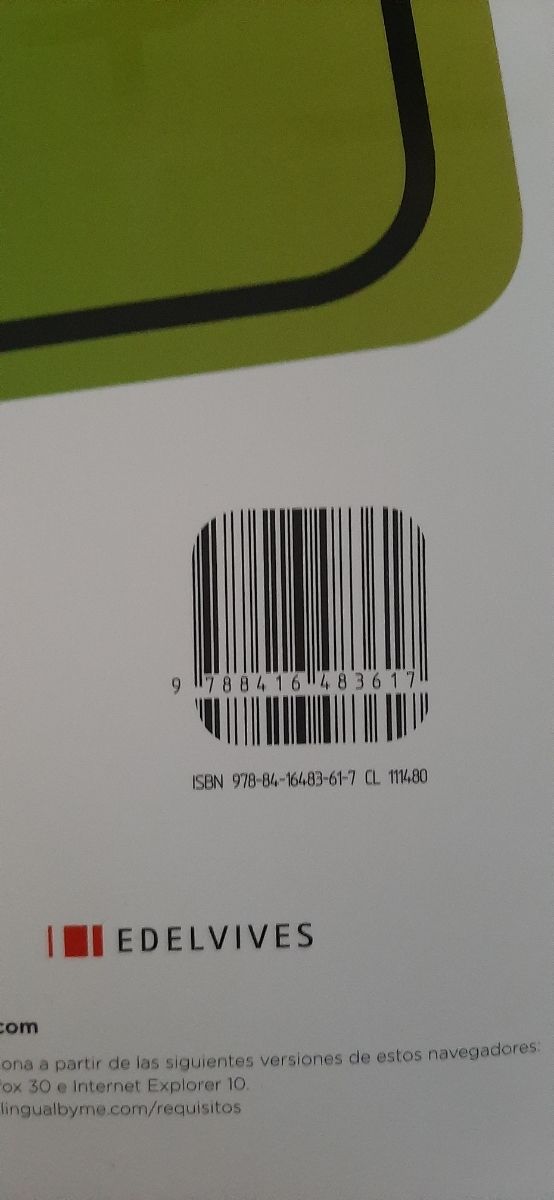 9 788416 483617
ISBN 978-84-16483-61-7 CL 111480
EDELVIVES
com
ona a partir de las siguientes versiones de estos navegadores:
fox 30 e Internet Explorer 10.
lingualbyme.com/requisitos